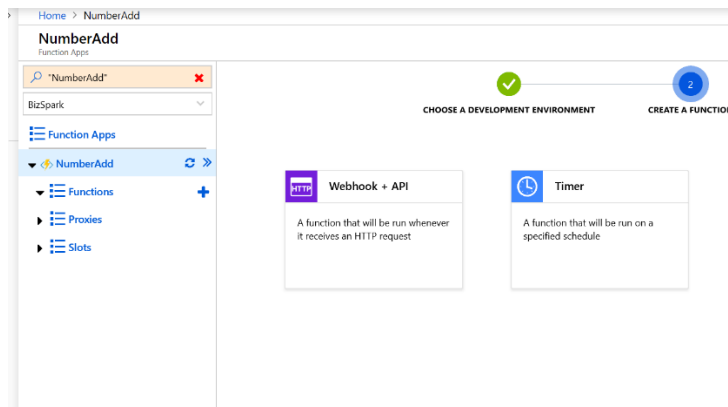 Home > NumberAdd
NumberAdd
Function Apps
"NumberAdd"
BizSpark
Function Apps
NumberAdd
Functions
Proxies
Slots
CHOOSE A DEVELOPMENT ENVIRONMENT
2
CREATE A FUNCTION
HTTP
Webhook + API
A function that will be run whenever
it receives an HTTP request
Timer
A function that will be run on a
specified schedule